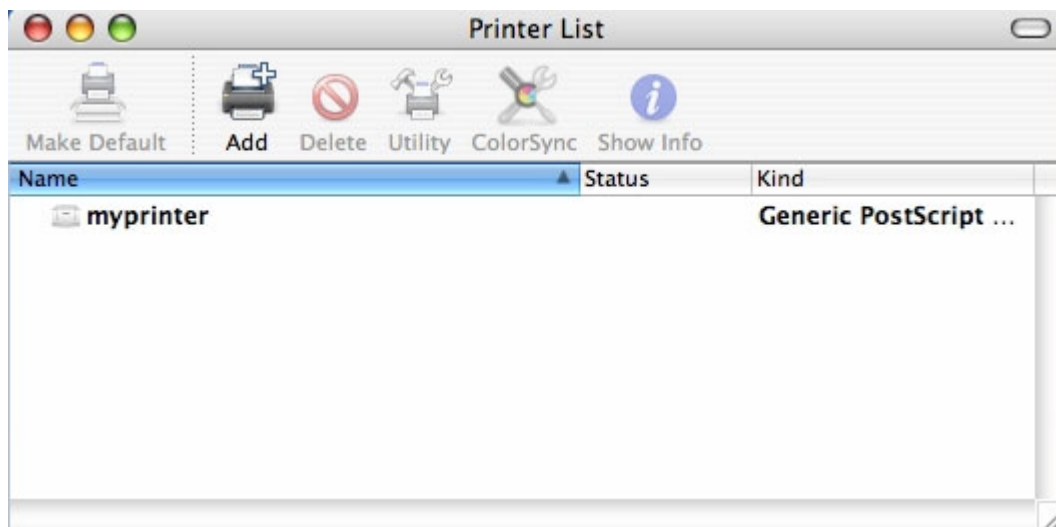 Printer List
Make Default Add Delete Utility ColorSync Show Info
Name Status Kind
myprinter Generic PostScript ...